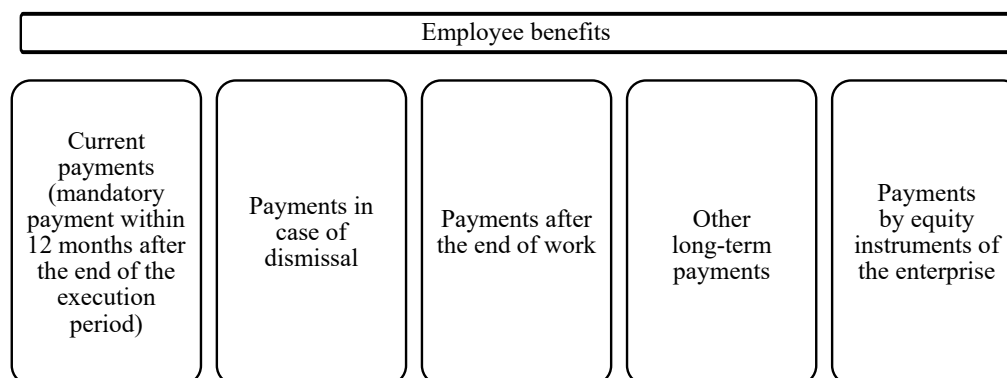 Employee benefits
Current
payments
(mandatory
payment within
12 months after
the end of the
execution
period)
Payments in
case of
dismissal
Payments after
the end of work
Other
long-term
payments
Payments
by equity
instruments of
the enterprise